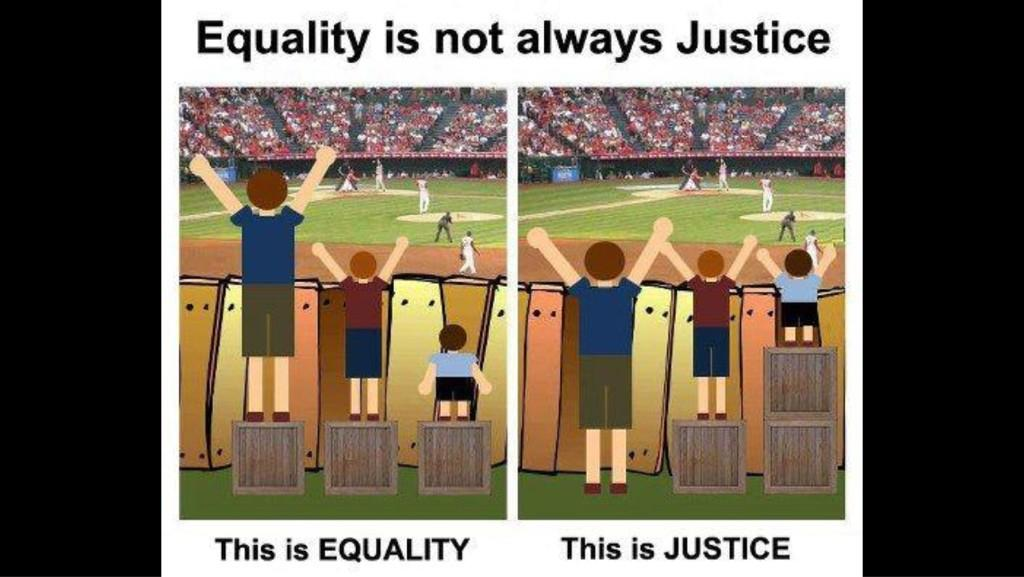 Equality is not always Justice
This is EQUALITY
This is JUSTICE